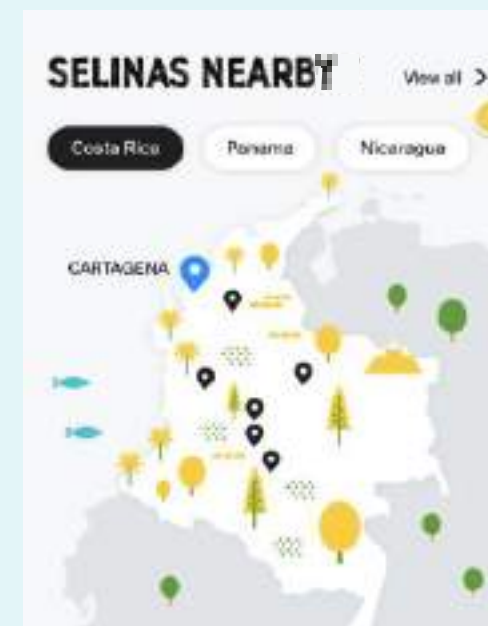 SELINAS NEARBY
View all
Costa Rica
Panama
Nicaragua
CARTAGENA